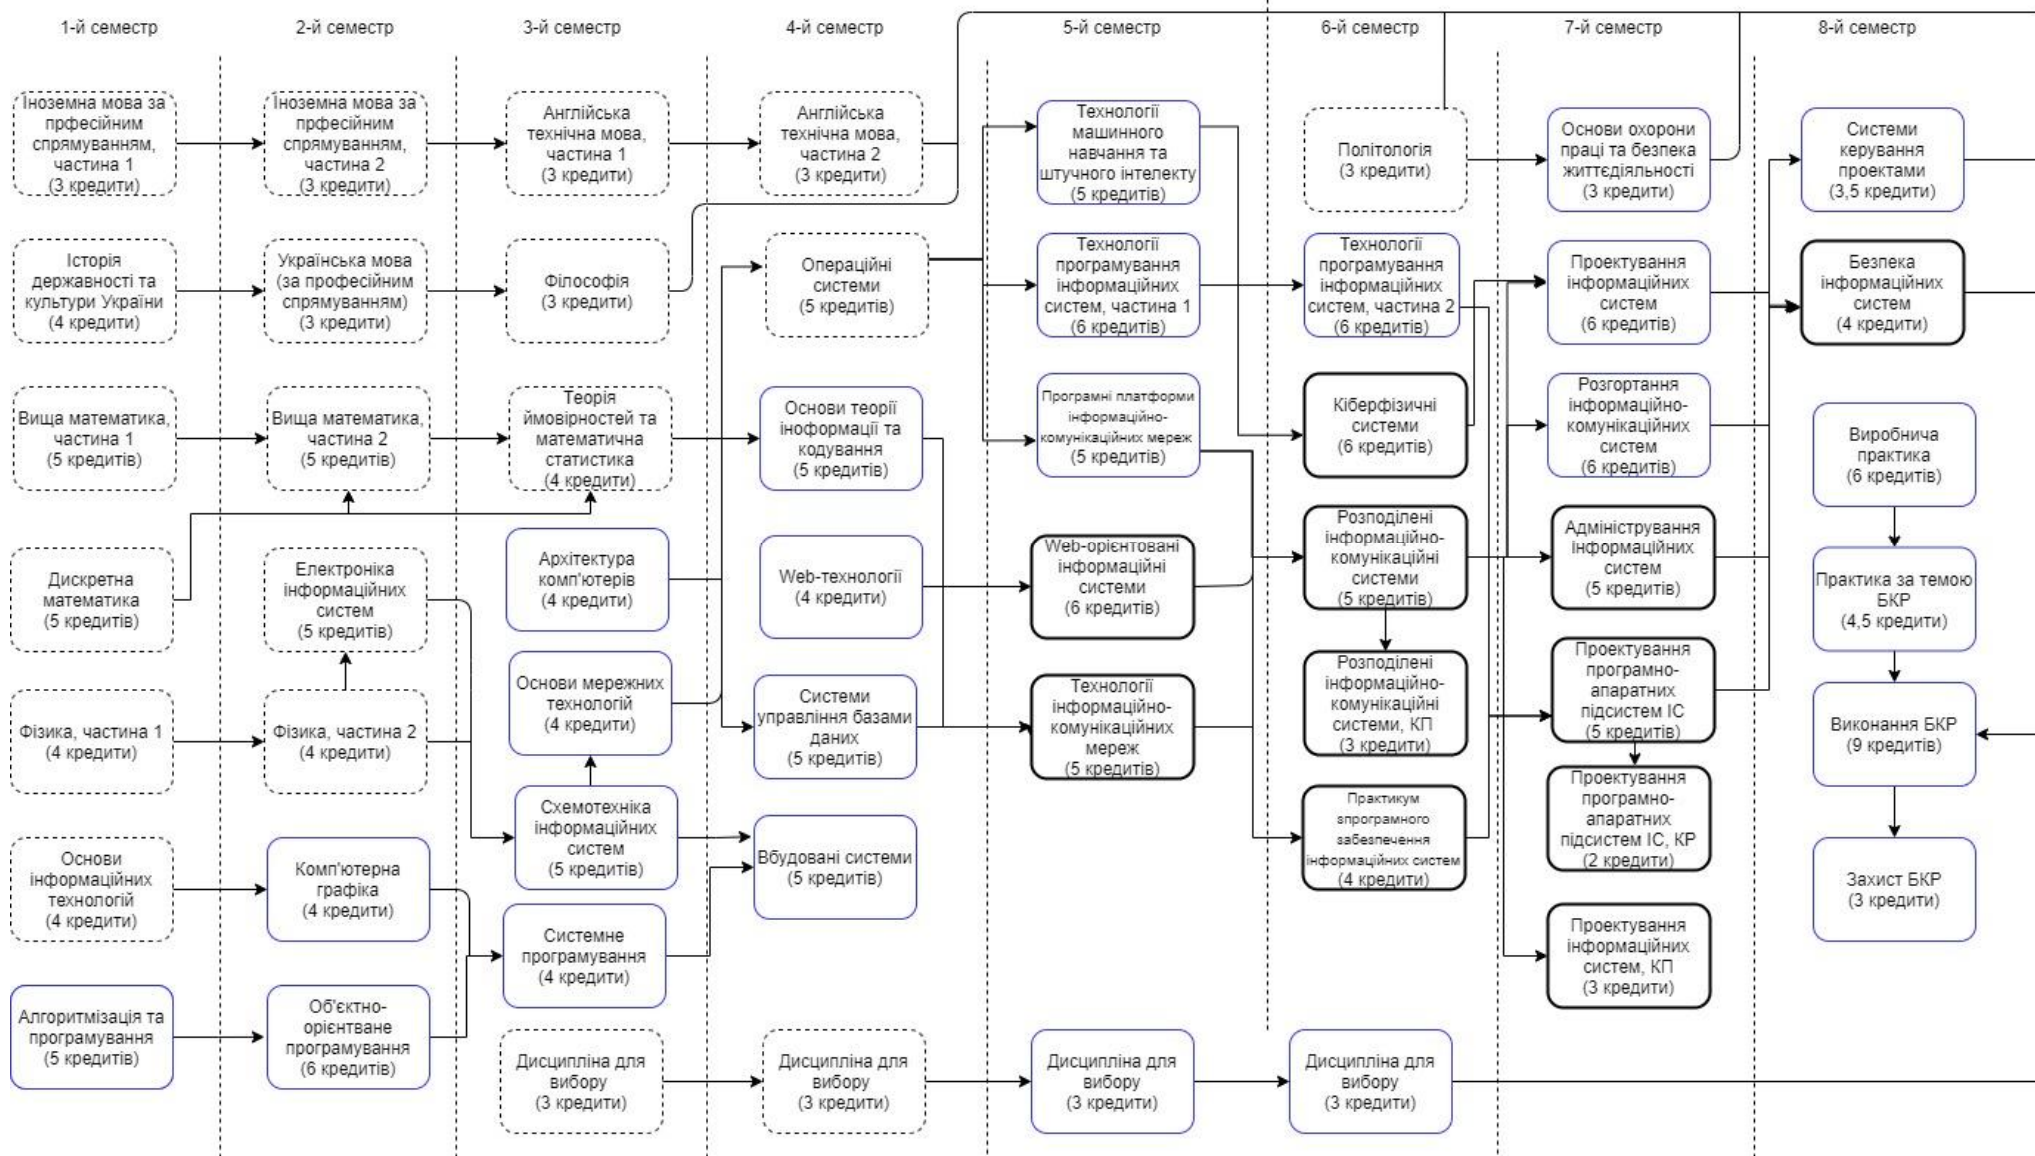 1-й семестр
2-й семестр
3-й семестр
4-й семестр
5-й семестр
6-й семестр
7-й семестр
8-й семестр
Іноземна мова за
прфесійним
спрямуванням,
частина 1
(3 кредити)
Історія
державності та
культури України
(4 кредити)
Вища математика,
частина 1
(5 кредитів)
Дискретна
математика
(5 кредитів)
Фізика, частина 1
(4 кредити)
Основи
інформаційних
технологій
(4 кредити)
Алгоритмізація та
програмування
(5 кредитів)
Іноземна мова за
прфесійним
спрямуванням,
частина 2
(3 кредити)
Українська мова
(за професійним
спрямуванням)
(3 кредити)
Вища математика,
частина 2
(5 кредитів)
Електроніка
інформаційних
систем
(5 кредитів)
Фізика, частина 2
(4 кредити)
Комп'ютерна
графіка
(4 кредити)
Об'єктно-
орієнтване
програмування
(6 кредитів)
Англійська
технічна мова,
частина 1
(3 кредити)
Філософія
(3 кредити)
Теорія
ймовірностей та
математична
статистика
(4 кредити)
Архітектура
комп'ютерів
(4 кредити)
Основи мережних
технологій
(4 кредити)
Схемотехніка
інформаційних
систем
(5 кредитів)
Системне
програмування
(4 кредити)
Дисципліна для
вибору
(3 кредити)
Англійська
технічна мова,
частина 2
(3 кредити)
Операційні
системи
(5 кредитів)
Основи теорії
іноформації та
кодування
(5 кредитів)
Web-технології
(4 кредити)
Системи
управління базами
даних
(5 кредитів)
Вбудовані системи
(5 кредитів)
Дисципліна для
вибору
(3 кредити)
Технології
машинного
навчання та
штучного інтелекту
(5 кредитів)
Технології
програмування
інформаційних
систем, частина 1
(6 кредитів)
Програмні платформи
інформаційно-
комунікаційних мереж
(5 кредитів)
Web-орієнтовані
інформаційні
системи
(6 кредитів)
Технології
інформаційно-
комунікаційних
мереж
(5 кредитів)
Дисципліна для
вибору
(3 кредити)
Політологія
(3 кредити)
Технології
програмування
інформаційних
систем, частина 2
(6 кредитів)
Кіберфізичні
системи
(6 кредитів)
Розподілені
інформаційно-
комунікаційні
системи
(5 кредитів)
Розподілені
інформаційно-
комунікаційні
системи, КП
(3 кредити)
Практикум
зпрограмного
забезпечення
інформаційних систем
(4 кредити)
Дисципліна для
вибору
(3 кредити)
Основи охорони
праці та безпека
життєдіяльності
(3 кредити)
Проектування
інформаційних
систем
(6 кредитів)
Розгортання
інформаційно-
комунікаційних
систем
(6 кредитів)
Адміністрування
інформаційних
систем
(5 кредитів)
Проектування
програмно-
апаратних
підсистем ІС
(5 кредитів)
Проектування
програмно-
апаратних
підсистем ІС, КР
(2 кредити)
Проектування
інформаційних
систем, КП
(3 кредити)
Системи
керування
проектами
(3,5 кредити)
Безпека
інформаційних
систем
(4 кредити)
Виробнича
практика
(6 кредитів)
Практика за темою
БКР
(4,5 кредити)
Виконання БКР
(9 кредитів)
Захист БКР
(3 кредити)